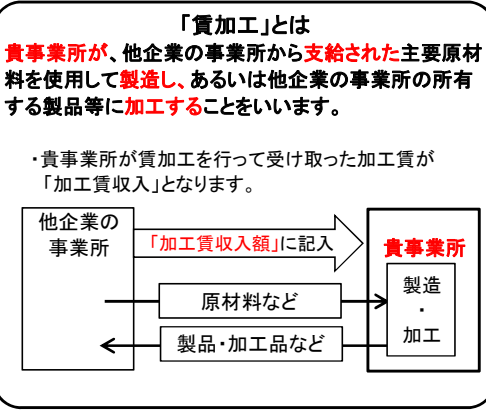 「賃加工」とは
貴事業所が、他企業の事業所から支給された主要原材
料を使用して製造し、あるいは他企業の事業の所有
する製品等に加工することをいいます。
・貴事業所が賃加工を行って受け取った加工賃が
「加工賃収入」となります。
他企業の
事業所
「加工賃収入額」に記入
貴事業所
製造
・
加工
原材料など
製品・加工品など